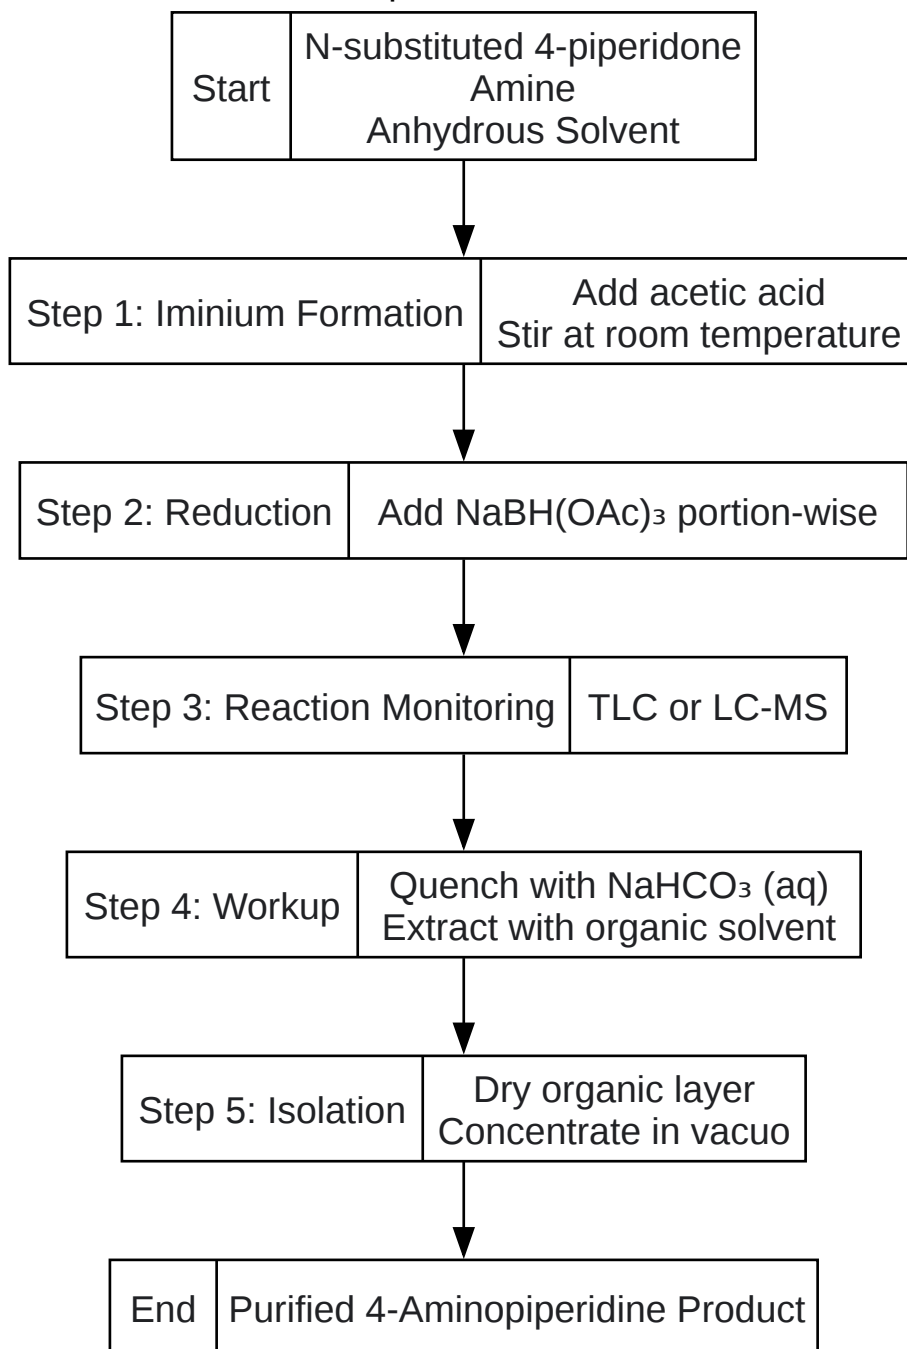 Start
N-substituted 4-piperidone
Amine
Anhydrous Solvent
Step 1: Iminium Formation
Add acetic acid
Stir at room temperature
Step 2: Reduction
Add NaBH(OAc)₃ portion-wise
Step 3: Reaction Monitoring
TLC or LC-MS
Step 4: Workup
Quench with NaHCO₃ (aq)
Extract with organic solvent
Step 5: Isolation
Dry organic layer
Concentrate in vacuo
End
Purified 4-Aminopiperidine Product